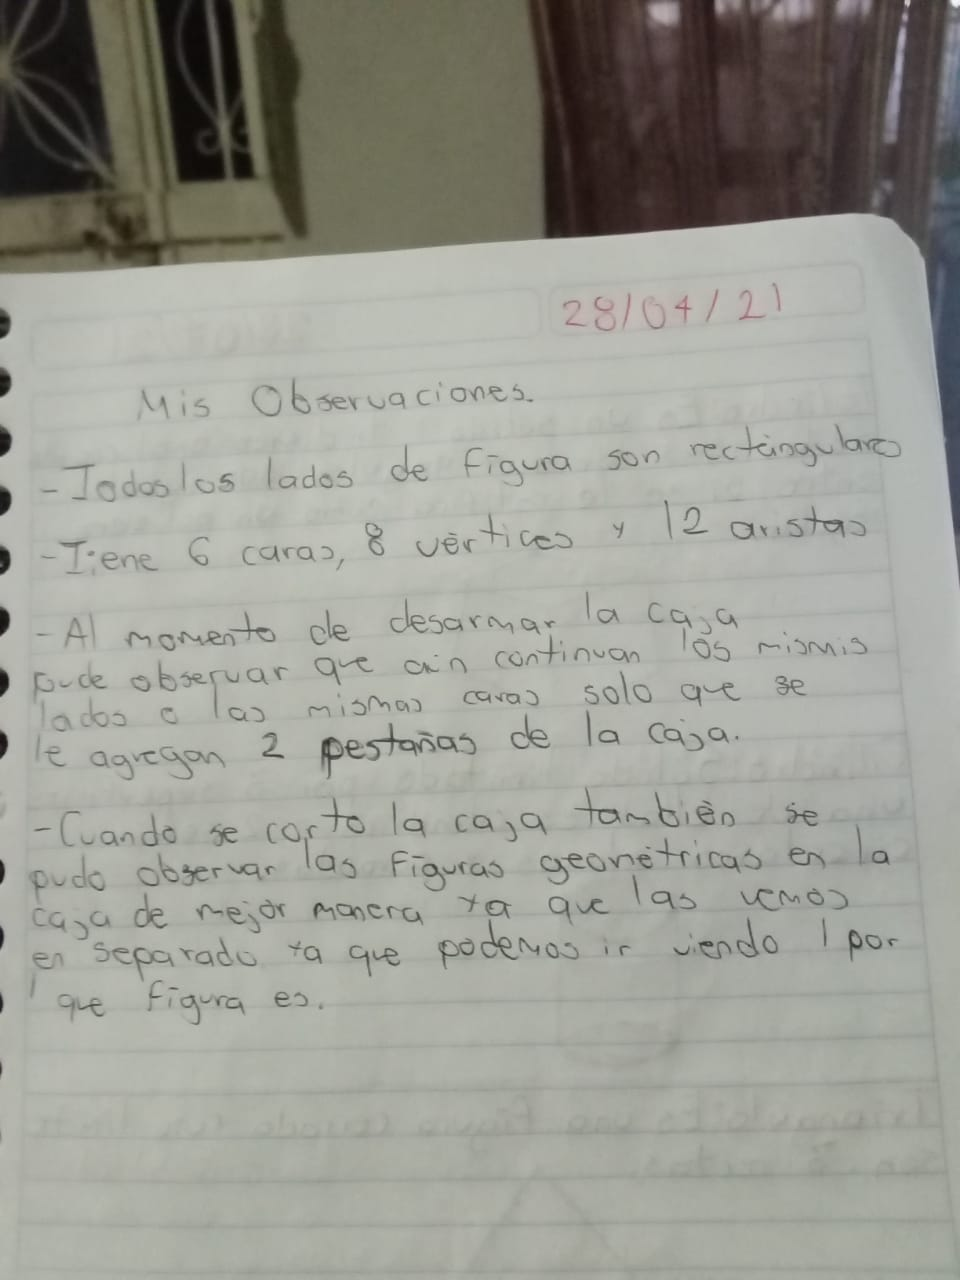 28/04/21
Mis Observaciones.
-Todos los lados de figura son rectángulares
-Tiene 6 caras, 8 vértices y 12 aristas
-Al momento de desarmar la caja
pude observar que aún continuan los mismis
lados o las mismas caras solo que se
le agregan 2 pestañas de la caja.
-Cuando se corto la caja también se
pudo observar las figuras geométricas en la
caja de mejor manera ya que las vemos
en separado ya que podemos ir viendo 1 por
1 que figura es.